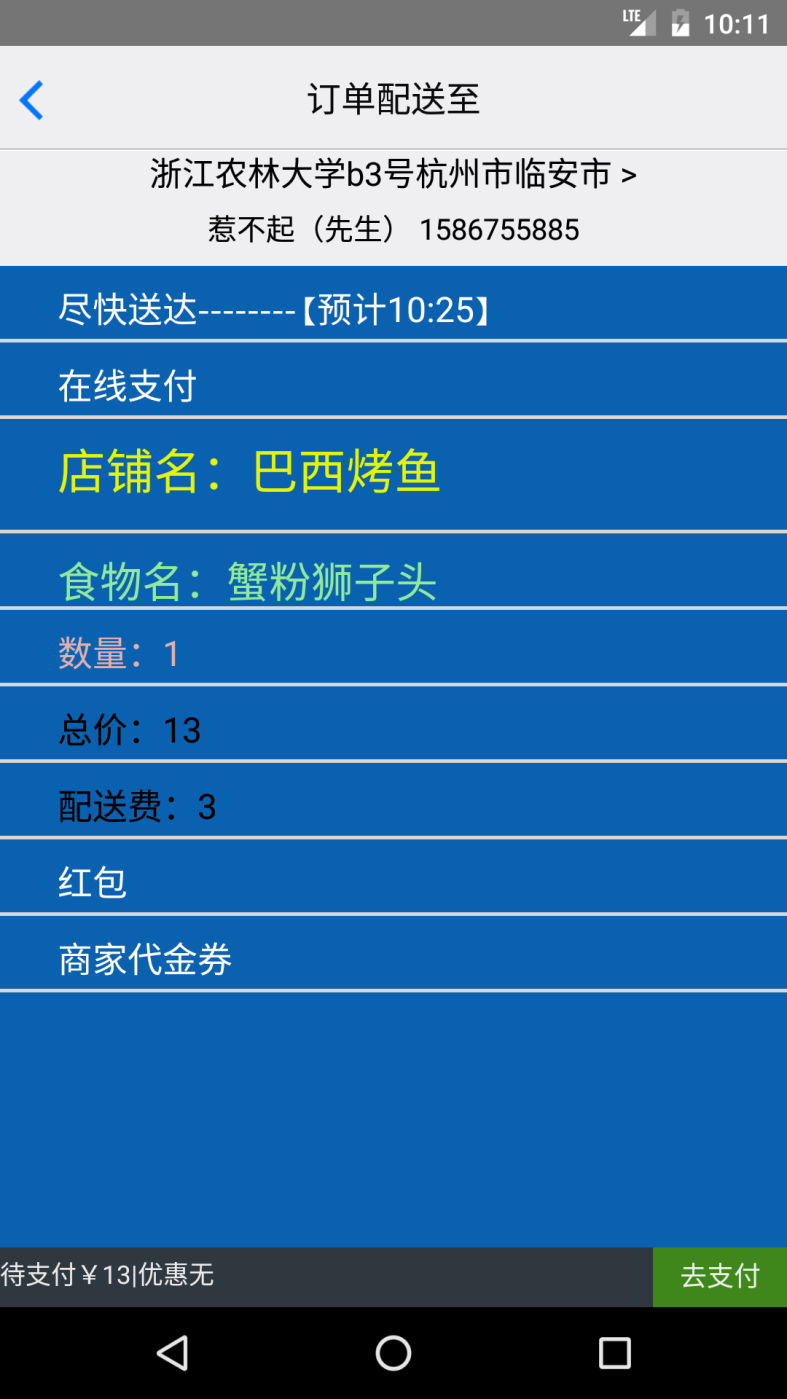 LTE 10:11
订单配送至
浙江农林大学b3号杭州市临安市 >
惹不起（先生） 1586755885
尽快送达--------【预计10:25】
在线支付
店铺名：巴西烤鱼
食物名：蟹粉狮子头
数量：1
总价：13
配送费：3
红包
商家代金券
待支付￥13|优惠无
去支付